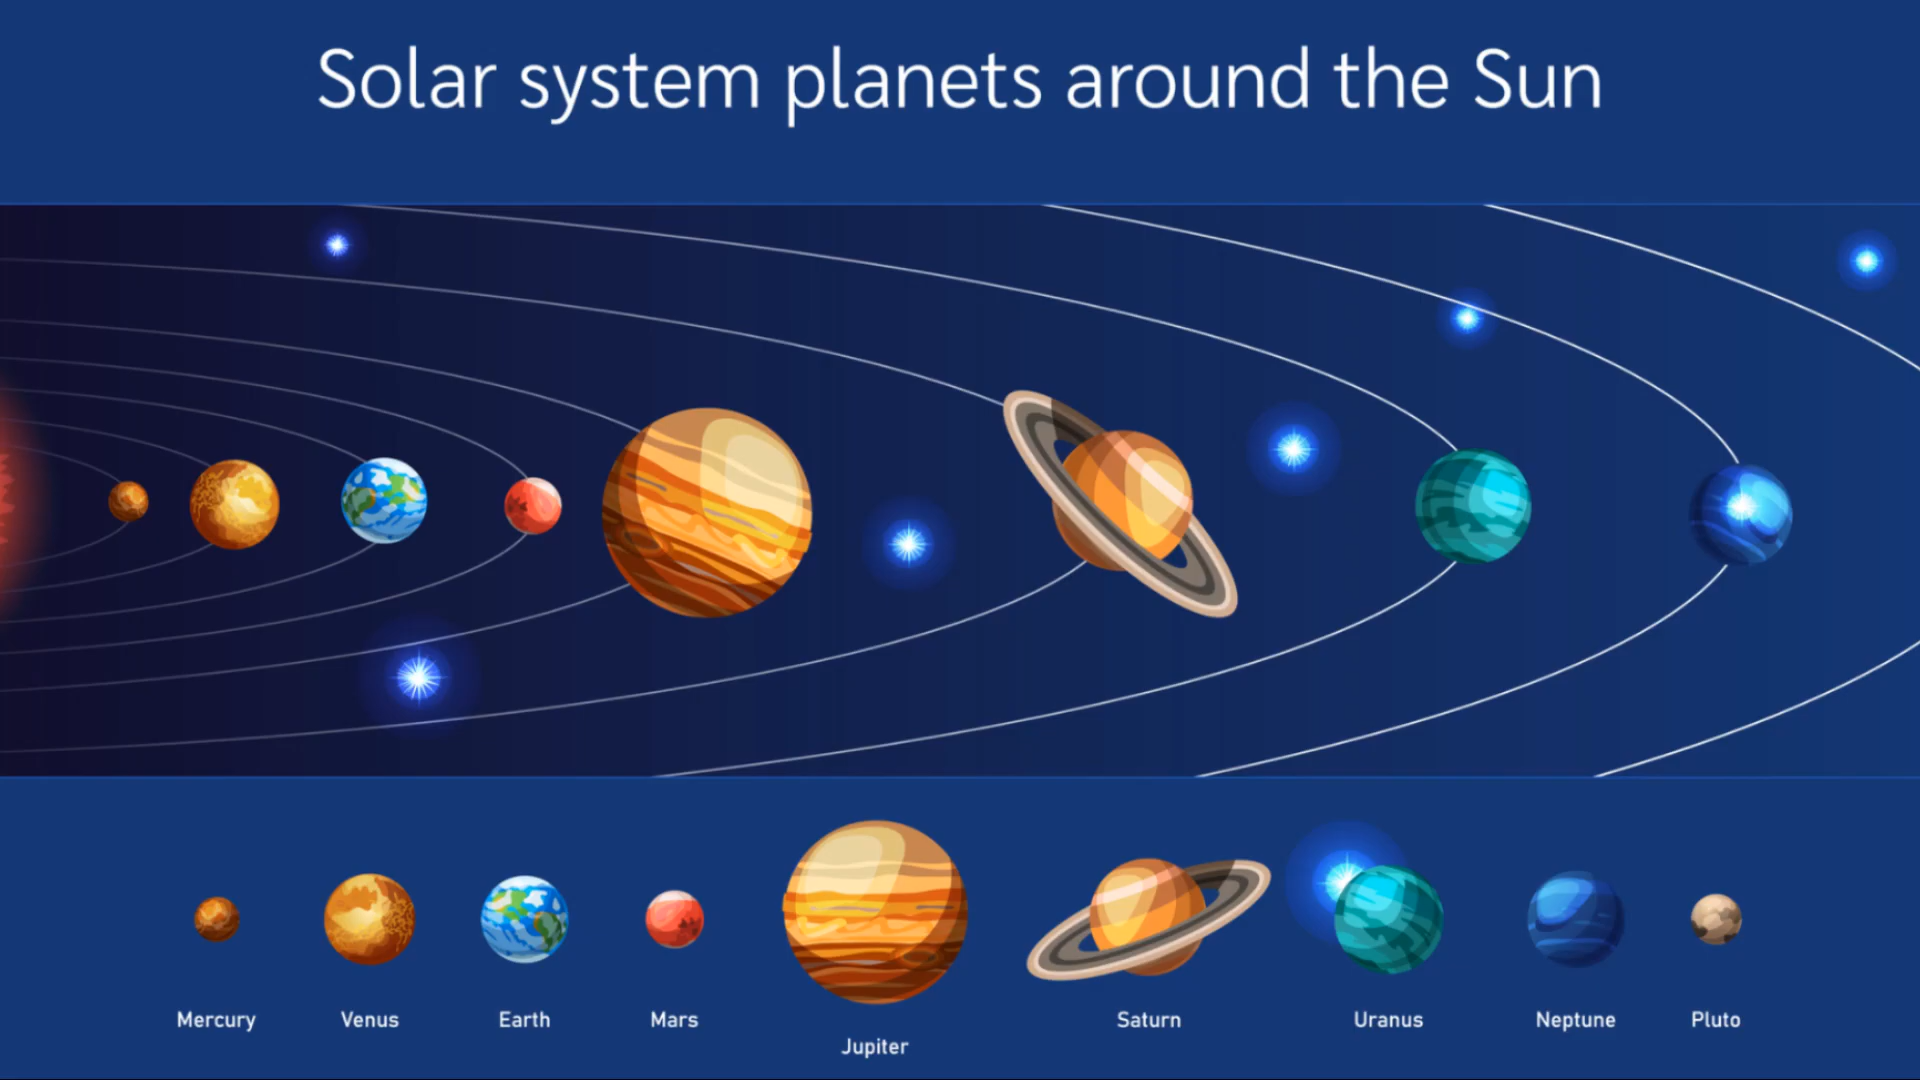 Solar system planets around the Sun
Mercury
Venus
Earth
Mars
Jupiter
Saturn
Uranus
Neptune
Pluto